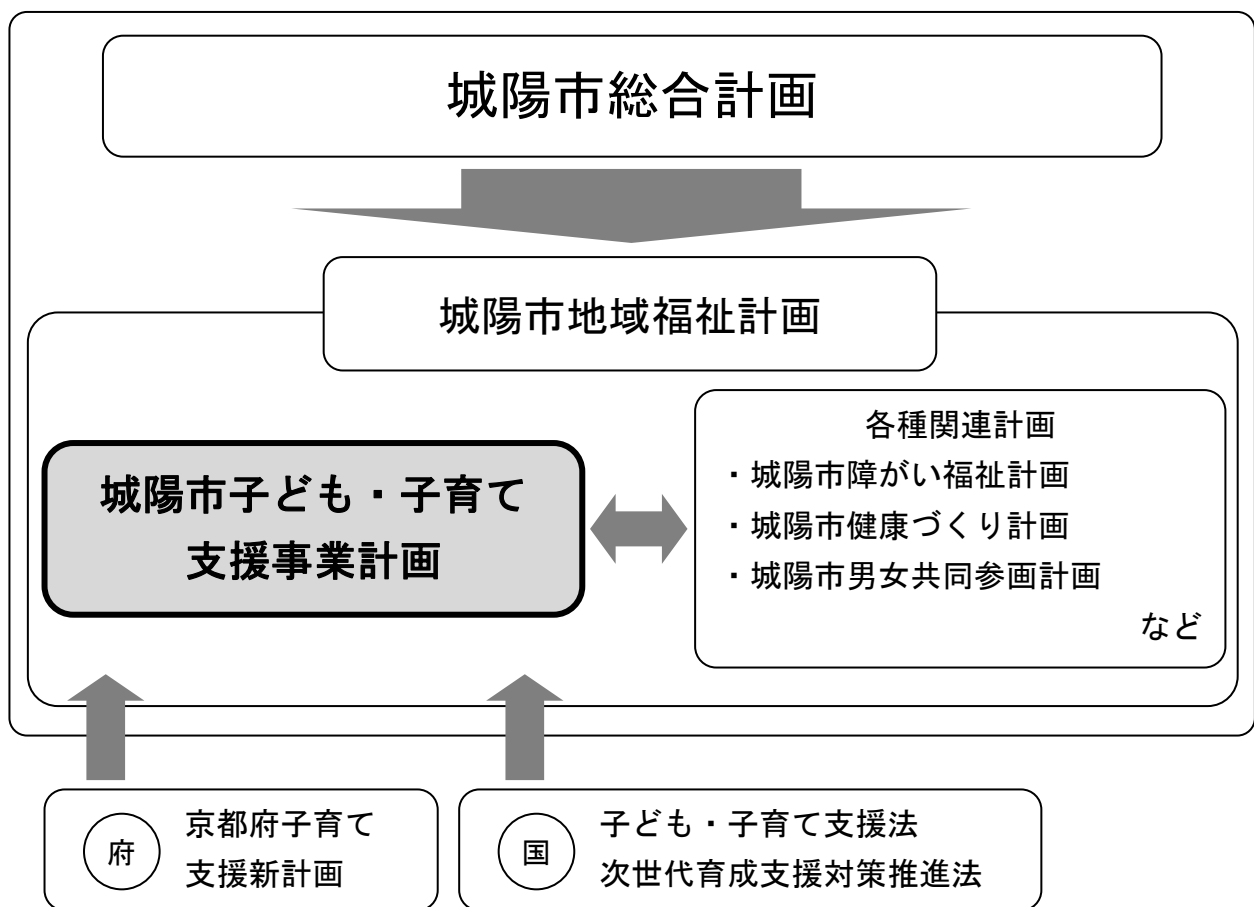 城陽市総合計画
城陽市地域福祉計画
城陽市子ども・子育て
支援事業計画
各種関連計画
・城陽市障がい福祉計画
・城陽市健康づくり計画
・城陽市男女共同参画計画
など
府
京都府子育て
支援新計画
国
子ども・子育て支援法
次世代育成支援対策推進法